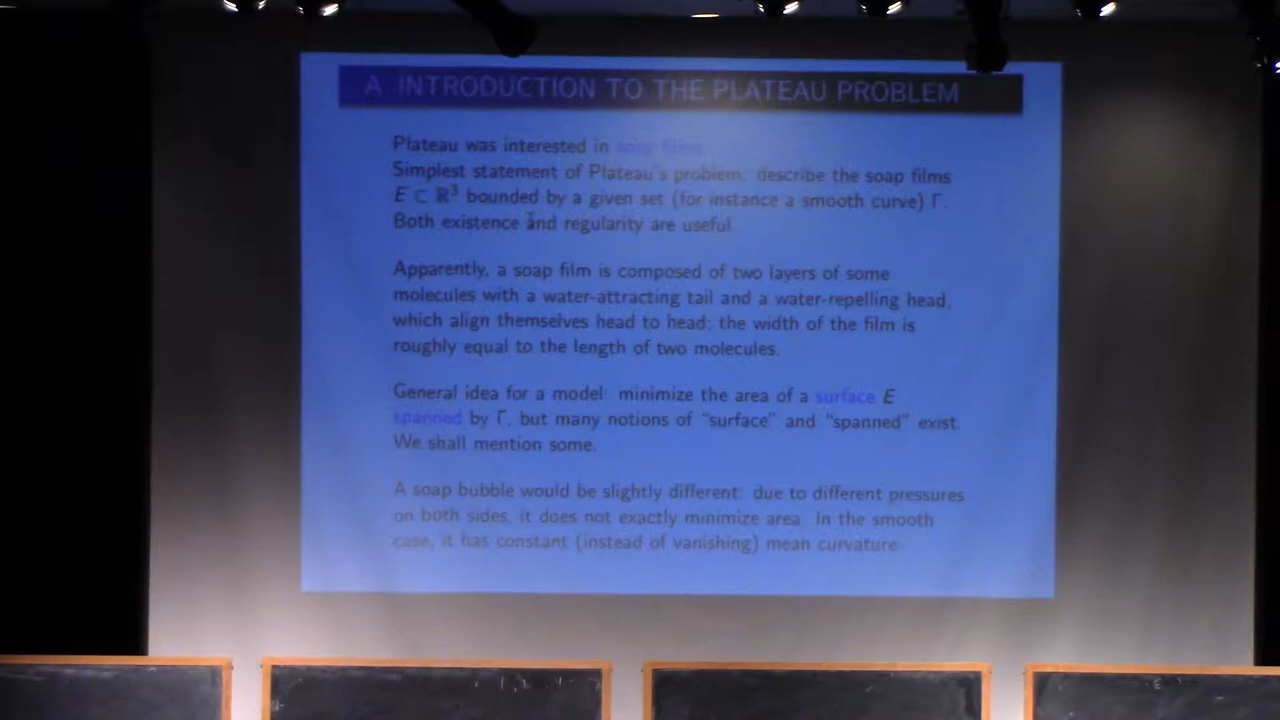 A INTRODUCTION TO THE PLATEAU PROBLEM
Plateau was interested in soap films.
Simplest statement of Plateau's problem: describe the soap films
E ⊂ ℝ³ bounded by a given set (for instance a smooth curve) Γ.
Both existence and regularity are useful.
Apparently, a soap film is composed of two layers of some
molecules with a water-attracting tail and a water-repelling head,
which align themselves head to head; the width of the film is
roughly equal to the length of two molecules.
General idea for a model: minimize the area of a surface E
spanned by Γ, but many notions of "surface" and "spanned" exist.
We shall mention some.
A soap bubble would be slightly different: due to different pressures
on both sides, it does not exactly minimize area. In the smooth
case, it has constant (instead of vanishing) mean curvature.